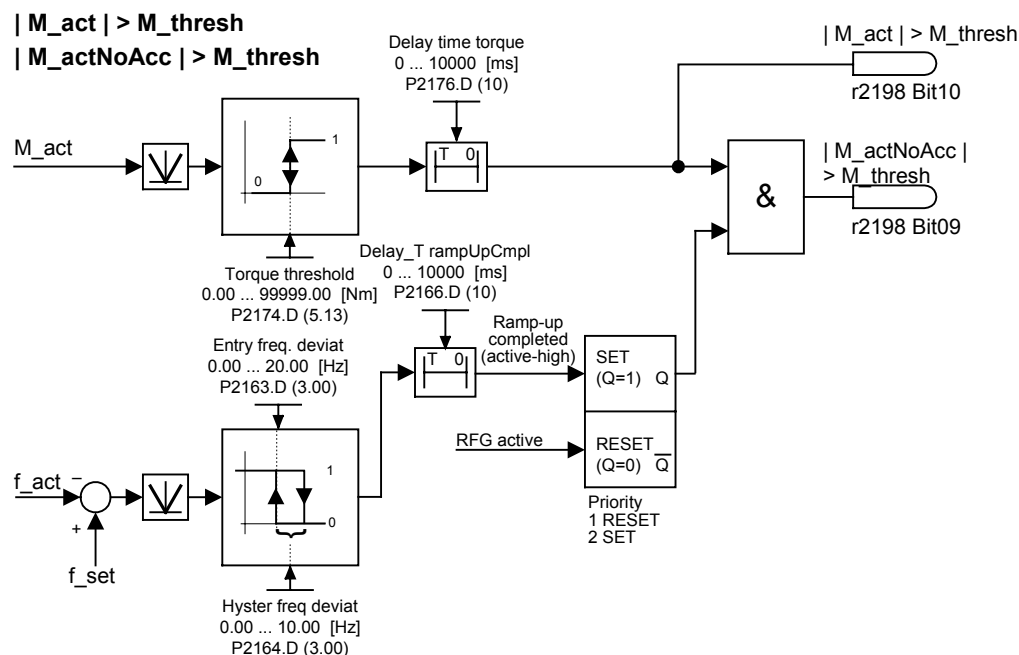 | M_act | > M_thresh
| M_actNoAcc | > M_thresh
Delay time torque
0 ... 10000 [ms]
P2176.D (10)
| M_act | > M_thresh
r2198 Bit10
M_act
1
0
T 0
&
| M_actNoAcc |
> M_thresh
r2198 Bit09
Torque threshold
0.00 ... 99999.00 [Nm]
P2174.D (5.13)
Delay_T rampUpCmpl
0 ... 10000 [ms]
P2166.D (10)
Entry freq. deviat
0.00 ... 20.00 [Hz]
P2163.D (3.00)
T 0
Ramp-up
completed
(active-high)
SET
(Q=1) Q
RFG active
RESET
(Q=0) Q
Priority
1 RESET
2 SET
f_act
–
+
f_set
1
0
Hyster freq deviat
0.00 ... 10.00 [Hz]
P2164.D (3.00)